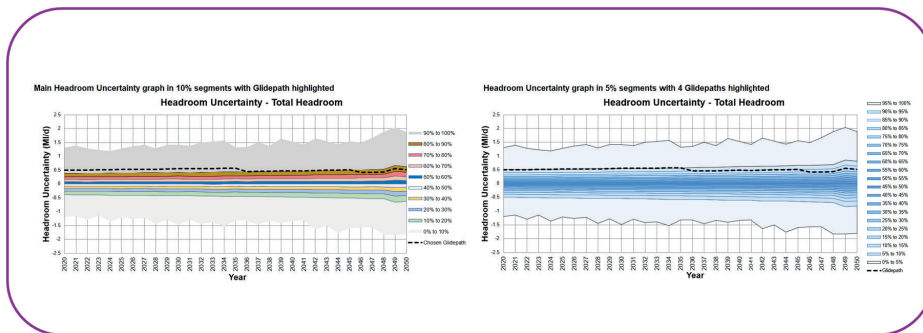 Main Headroom Uncertainty graph in 10% segments with Glidepath highlighted
Headroom Uncertainty - Total Headroom
Headroom Uncertainty (Ml/d)
2.5
2
1.5
1
0.5
0
-0.5
-1
-1.5
-2
-2.5
2020 2021 2022 2023 2024 2025 2026 2027 2028 2029 2030 2031 2032 2033 2034 2035 2036 2037 2038 2039 2040 2041 2042 2043 2044 2045 2046 2047 2048 2049 2050
Year
90% to 100%
80% to 90%
70% to 80%
60% to 70%
50% to 60%
40% to 50%
30% to 40%
20% to 30%
10% to 20%
0% to 10%
Chosen Glidepath
Headroom Uncertainty graph in 5% segments with 4 Glidepaths highlighted
Headroom Uncertainty - Total Headroom
Headroom Uncertainty (Ml/d)
2.5
2
1.5
1
0.5
0
-0.5
-1
-1.5
-2
-2.5
2020 2021 2022 2023 2024 2025 2026 2027 2028 2029 2030 2031 2032 2033 2034 2035 2036 2037 2038 2039 2040 2041 2042 2043 2044 2045 2046 2047 2048 2049 2050
Year
95% to 100%
90% to 95%
85% to 90%
80% to 85%
75% to 80%
70% to 75%
65% to 70%
60% to 65%
55% to 60%
50% to 55%
45% to 50%
40% to 45%
35% to 40%
30% to 35%
25% to 30%
20% to 25%
15% to 20%
10% to 15%
5% to 10%
0% to 5%
Glidepath